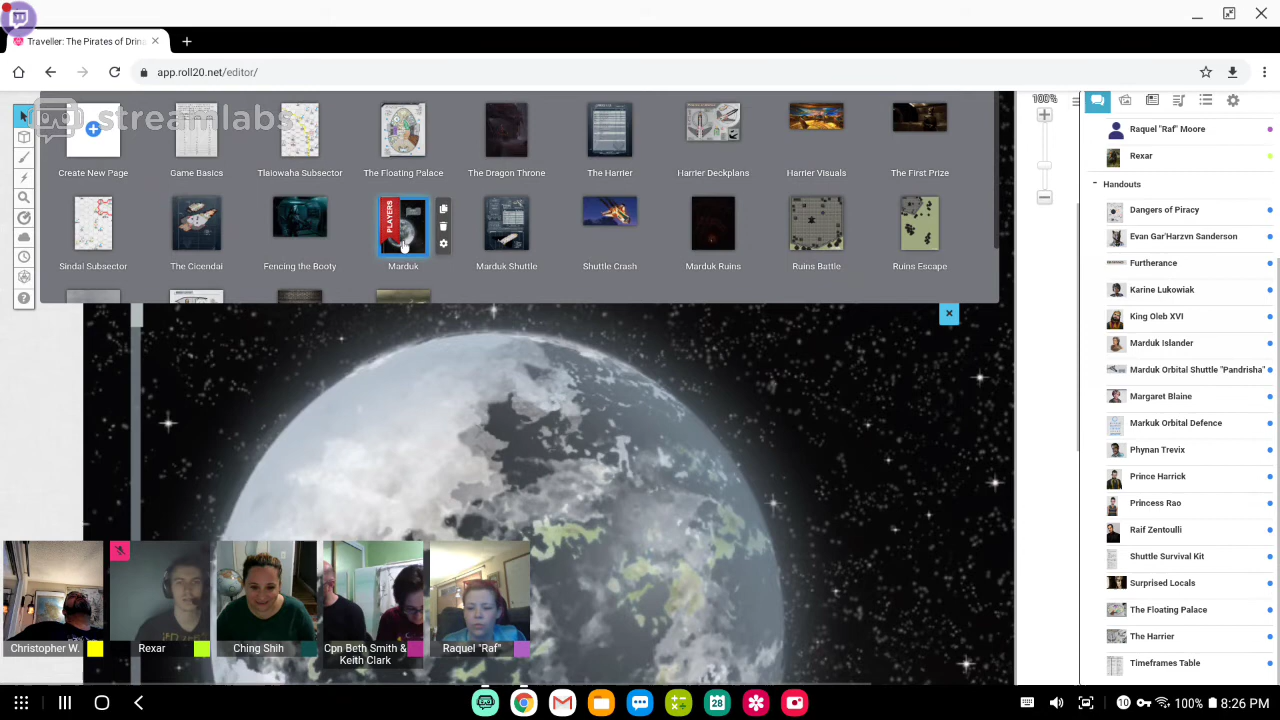 Traveller: The Pirates of Drina
app.roll20.net/editor/
streamlabs
100%
Create New Page
Game Basics
Tlaiowaha Subsector
The Floating Palace
The Dragon Throne
The Harrier
Harrier Deckplans
Harrier Visuals
The First Prize
PLAYERS
Sindal Subsector
The Cicendai
Fencing the Booty
Marduk
Marduk Shuttle
Shuttle Crash
Marduk Ruins
Ruins Battle
Ruins Escape
Raquel "Raf" Moore
Rexar
Handouts
Dangers of Piracy
Evan Gar'Harzvn Sanderson
Furtherance
Karine Lukowiak
King Oleb XVI
Marduk Islander
Marduk Orbital Shuttle "Pandrisha"
Margaret Blaine
Markuk Orbital Defence
Phynan Trevix
Prince Harrick
Princess Rao
Raif Zentoulli
Shuttle Survival Kit
Surprised Locals
The Floating Palace
The Harrier
Timeframes Table
Christopher W.
Rexar
Ching Shih
Cpn Beth Smith &
Keith Clark
Raquel "Raf"
28
10
100%
8:26 PM